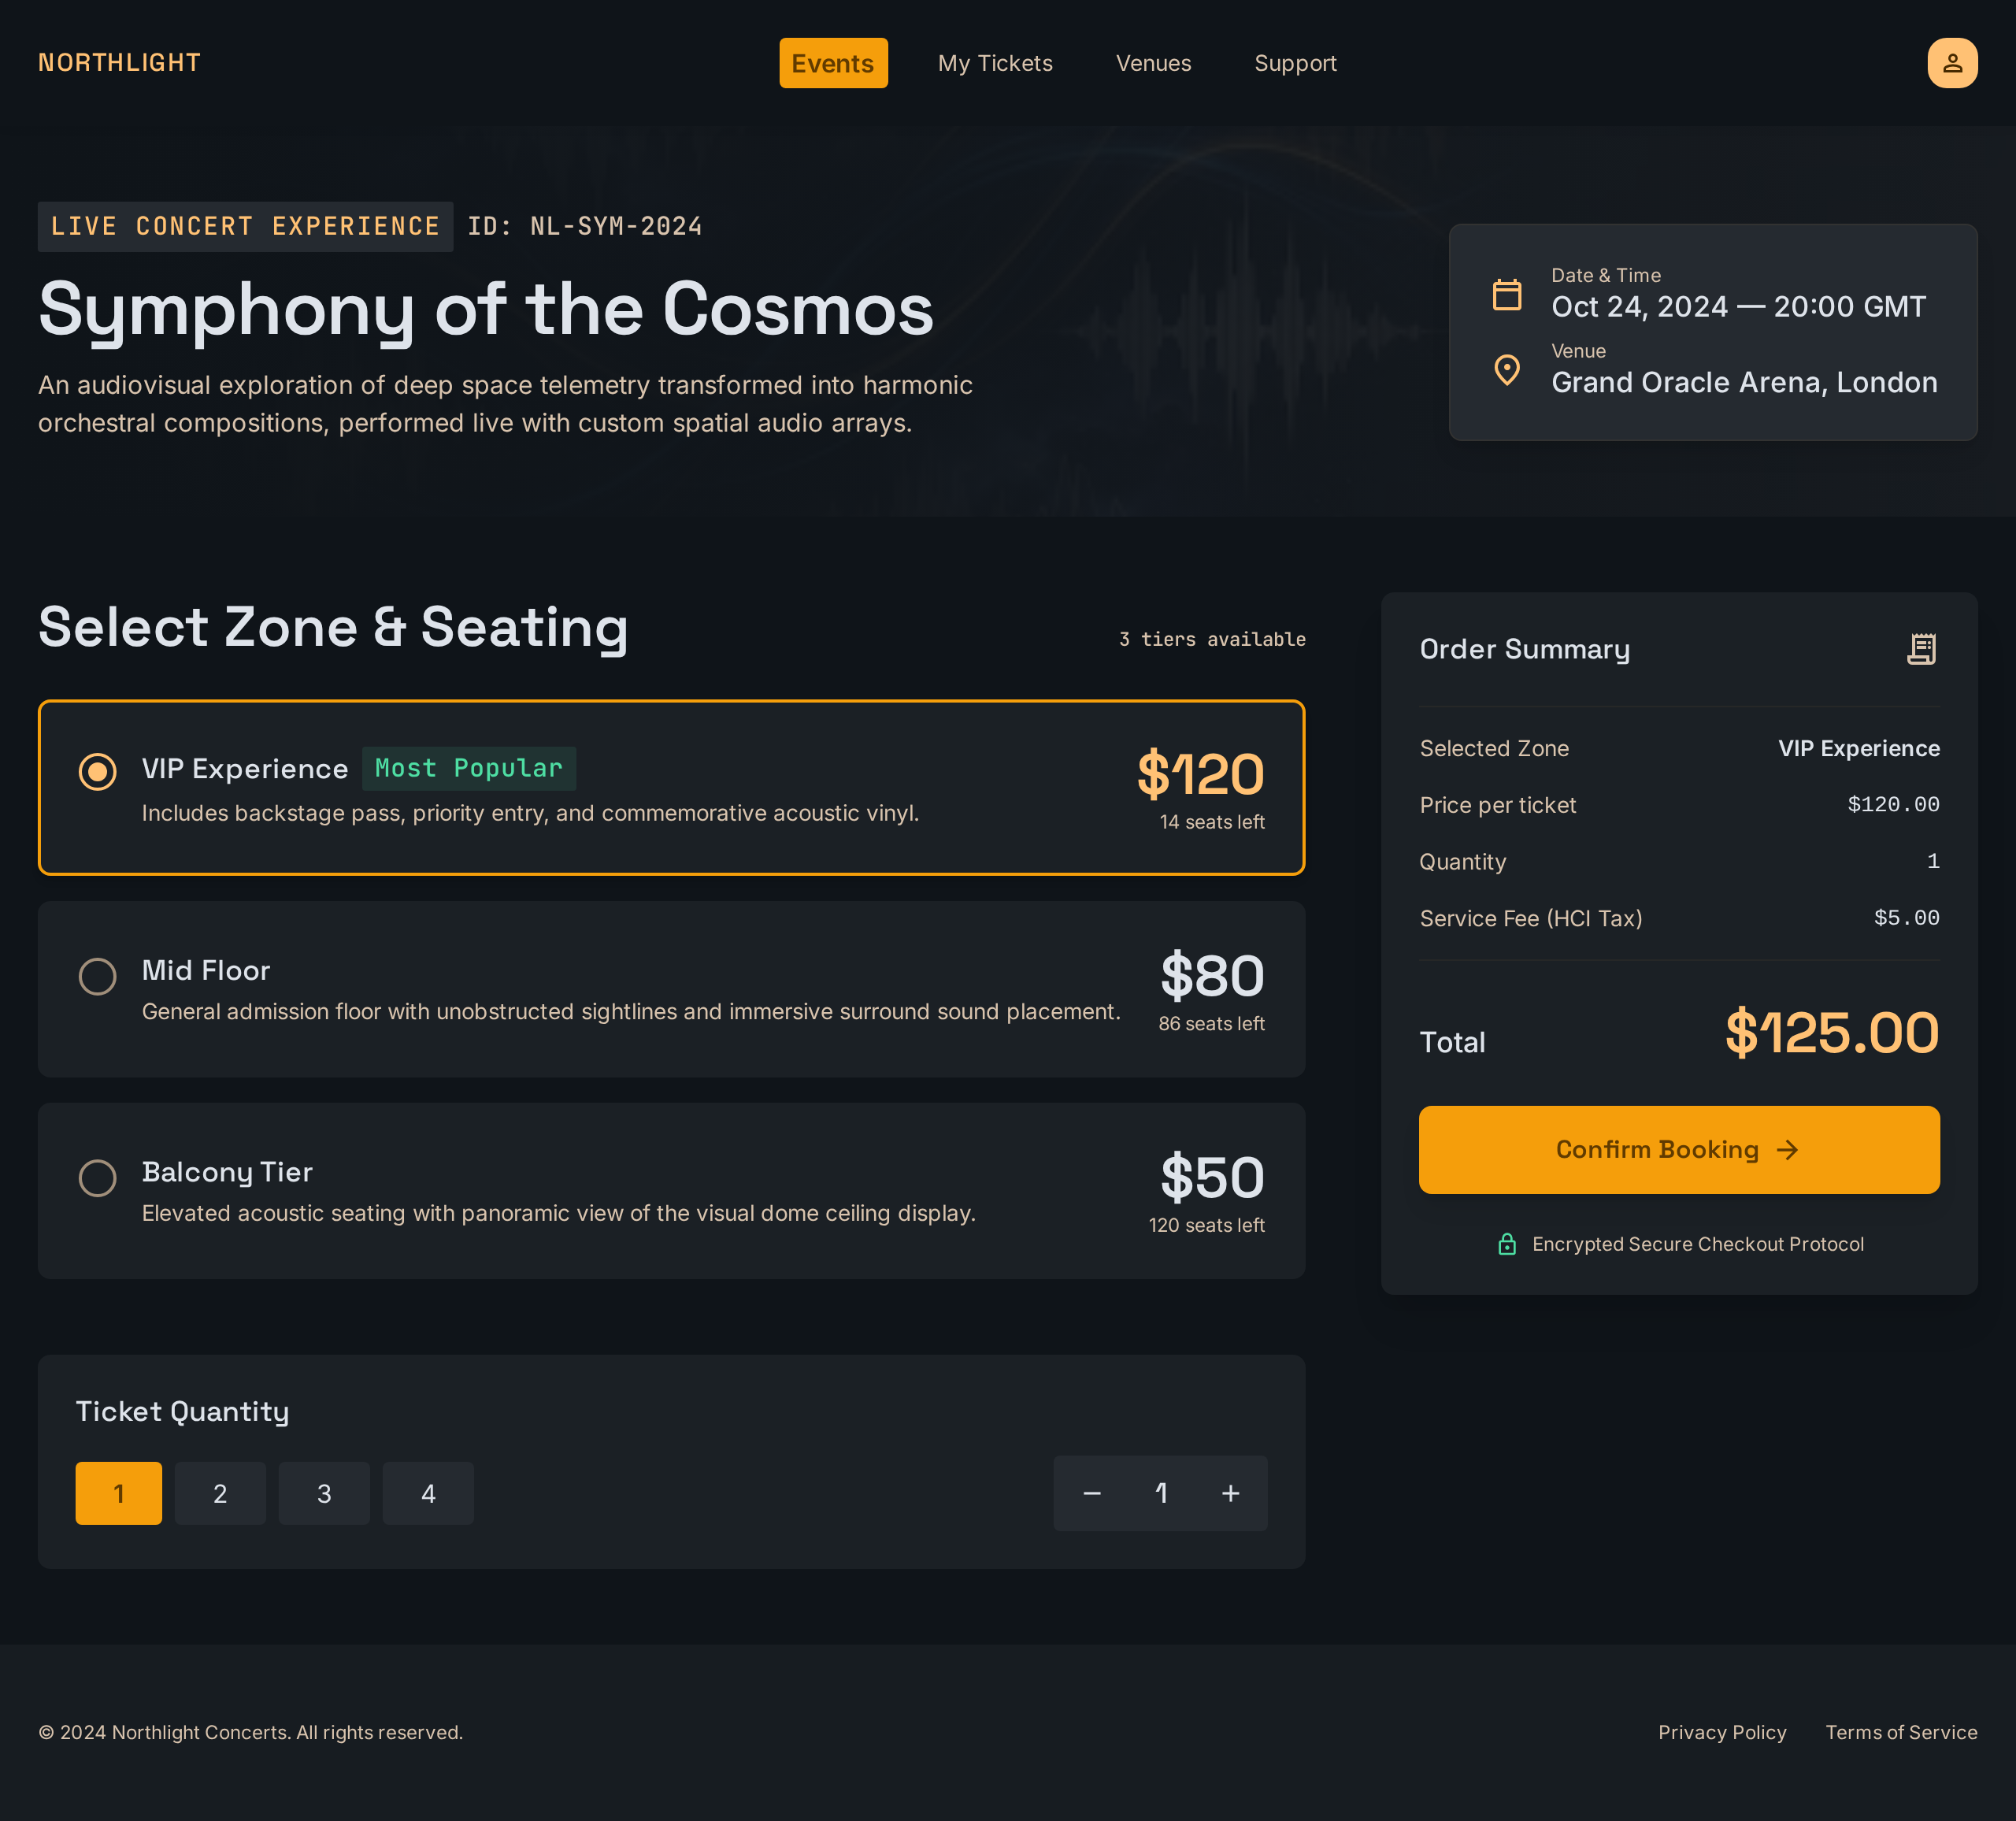 NORTHLIGHT
Events
My Tickets
Venues
Support
LIVE CONCERT EXPERIENCE ID: NL-SYM-2024
Symphony of the Cosmos
An audiovisual exploration of deep space telemetry transformed into harmonic
orchestral compositions, performed live with custom spatial audio arrays.
Date & Time
Oct 24, 2024 — 20:00 GMT
Venue
Grand Oracle Arena, London
Select Zone & Seating
3 tiers available
VIP Experience Most Popular
Includes backstage pass, priority entry, and commemorative acoustic vinyl.
$120
14 seats left
Mid Floor
General admission floor with unobstructed sightlines and immersive surround sound placement.
$80
86 seats left
Balcony Tier
Elevated acoustic seating with panoramic view of the visual dome ceiling display.
$50
120 seats left
Ticket Quantity
1 2 3 4
− 1 +
Order Summary
Selected Zone VIP Experience
Price per ticket $120.00
Quantity 1
Service Fee (HCI Tax) $5.00
Total $125.00
Confirm Booking →
Encrypted Secure Checkout Protocol
© 2024 Northlight Concerts. All rights reserved.
Privacy Policy
Terms of Service